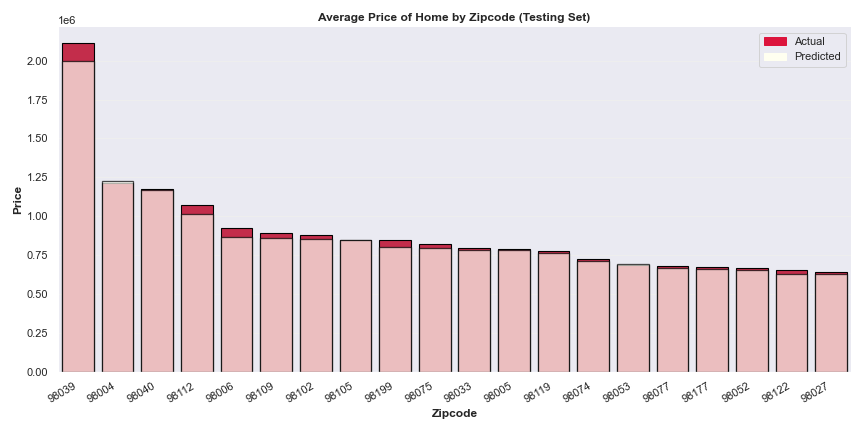 Average Price of Home by Zipcode (Testing Set)
1e6
Actual
Predicted
2.00
1.75
1.50
1.25
1.00
0.75
0.50
0.25
0.00
Price
98039 98004 98040 98112 98006 98109 98102 98105 98199 98075 98033 98005 98119 98074 98053 98077 98177 98052 98122 98027
Zipcode